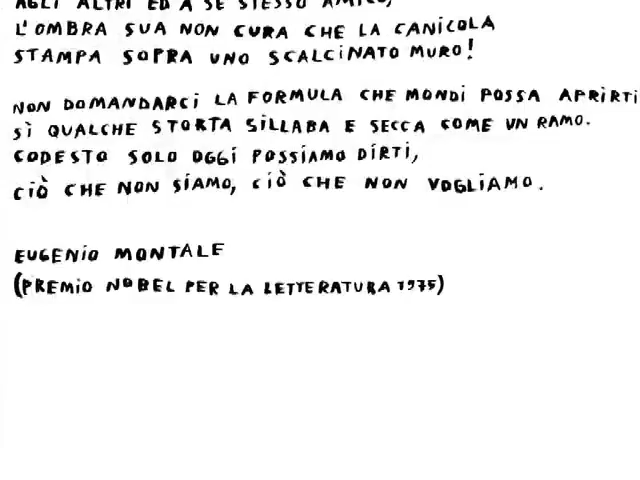 AGLI ALTRI ED A SE STESSO AMICO,
L'OMBRA SUA NON CURA CHE LA CANICOLA
STAMPA SOPRA UNO SCALCINATO MURO!
NON DOMANDARCI LA FORMULA CHE MONDI POSSA APRIRTI
SÌ QUALCHE STORTA SILLABA E SECCA COME UN RAMO.
CODESTO SOLO OGGI POSSIAMO DIRTI,
CIÒ CHE NON SIAMO, CIÒ CHE NON VOGLIAMO.
EUGENIO MONTALE
(PREMIO NOBEL PER LA LETTERATURA 1975)